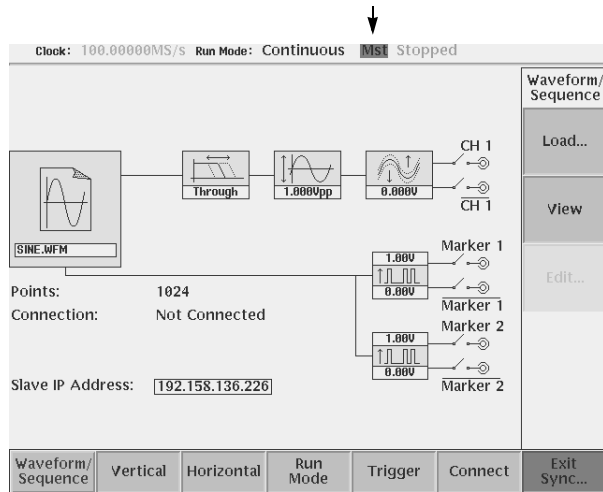 Clock: 100.00000MS/s Run Mode: Continuous Mst Stopped
Waveform/
Sequence
Load...
View
Edit...
CH 1
CH 1
Through
1.000Vpp
0.000V
SINE.WFM
Marker 1
1.00V
0.00V
Marker 1
Marker 2
1.00V
0.00V
Marker 2
Points: 1024
Connection: Not Connected
Slave IP Address: 192.158.136.226
Waveform/
Sequence
Vertical
Horizontal
Run
Mode
Trigger
Connect
Exit
Sync...